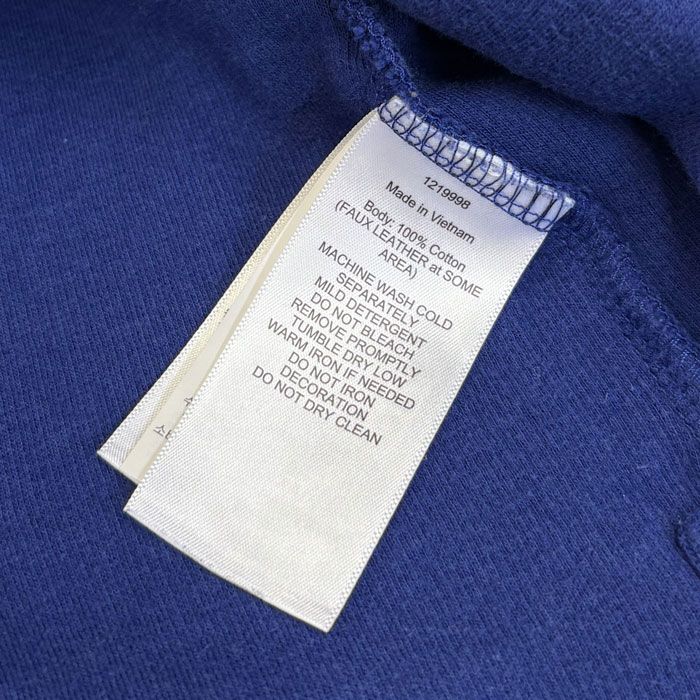 1219998
Made in Vietnam
Body: 100% Cotton
(FAUX LEATHER at SOME
AREA)
MACHINE WASH COLD
SEPARATELY
MILD DETERGENT
DO NOT BLEACH
REMOVE PROMPTLY
TUMBLE DRY LOW
WARM IRON IF NEEDED
DO NOT IRON
DECORATION
DO NOT DRY CLEAN